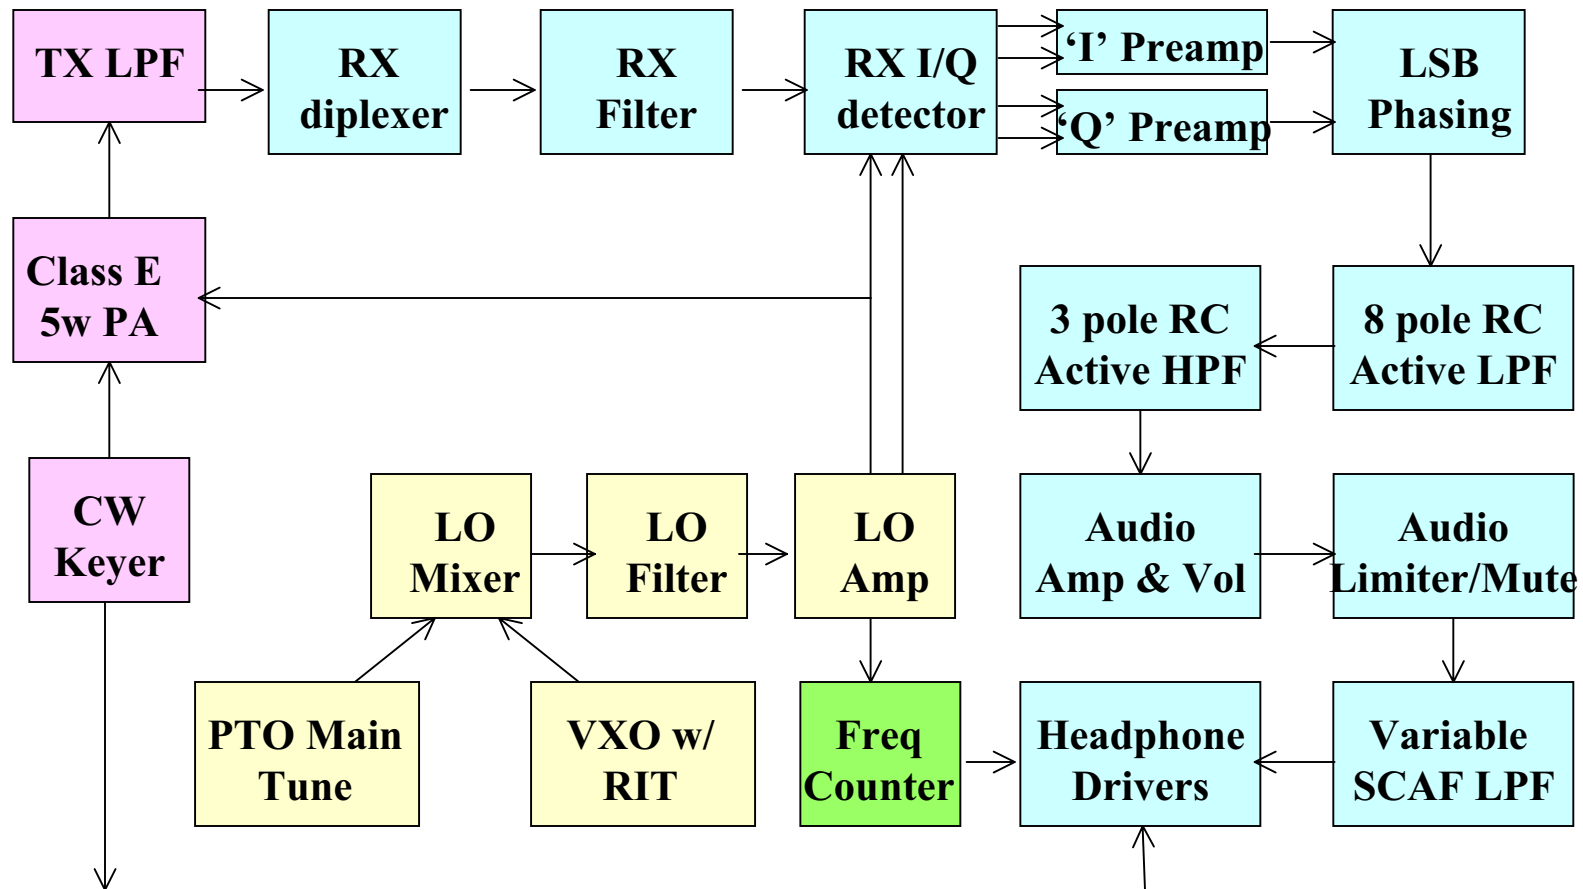 TX LPF
RX
diplexer
RX
Filter
RX I/Q
detector
‘I’ Preamp
‘Q’ Preamp
LSB
Phasing
Class E
5w PA
3 pole RC
Active HPF
8 pole RC
Active LPF
CW
Keyer
LO
Mixer
LO
Filter
LO
Amp
Audio
Amp & Vol
Audio
Limiter/Mute
PTO Main
Tune
VXO w/
RIT
Freq
Counter
Headphone
Drivers
Variable
SCAF LPF